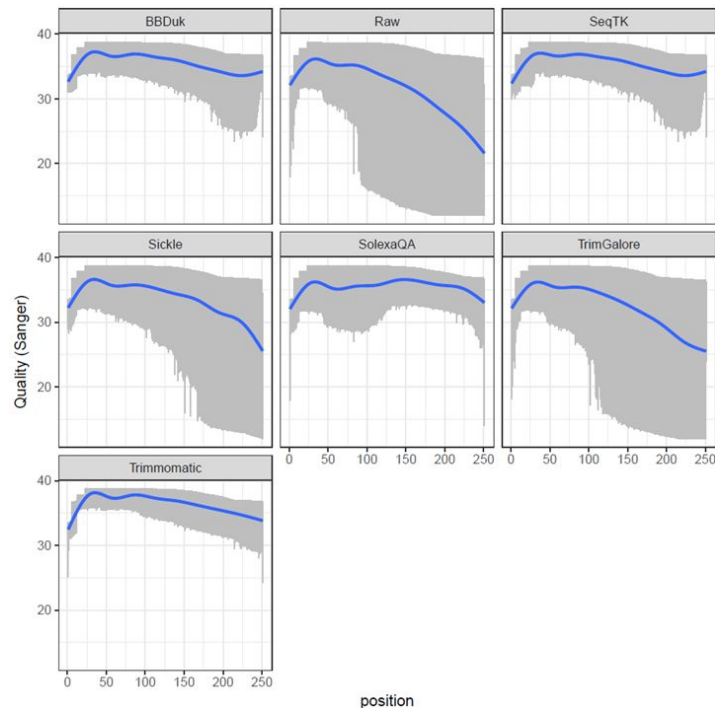 BBDuk Raw SeqTK
40
30
20
Sickle SolexaQA TrimGalore
40
30
20
0 50 100 150 200 250 0 50 100 150 200 250
Trimmomatic
40
30
20
0 50 100 150 200 250
Quality (Sanger)
position